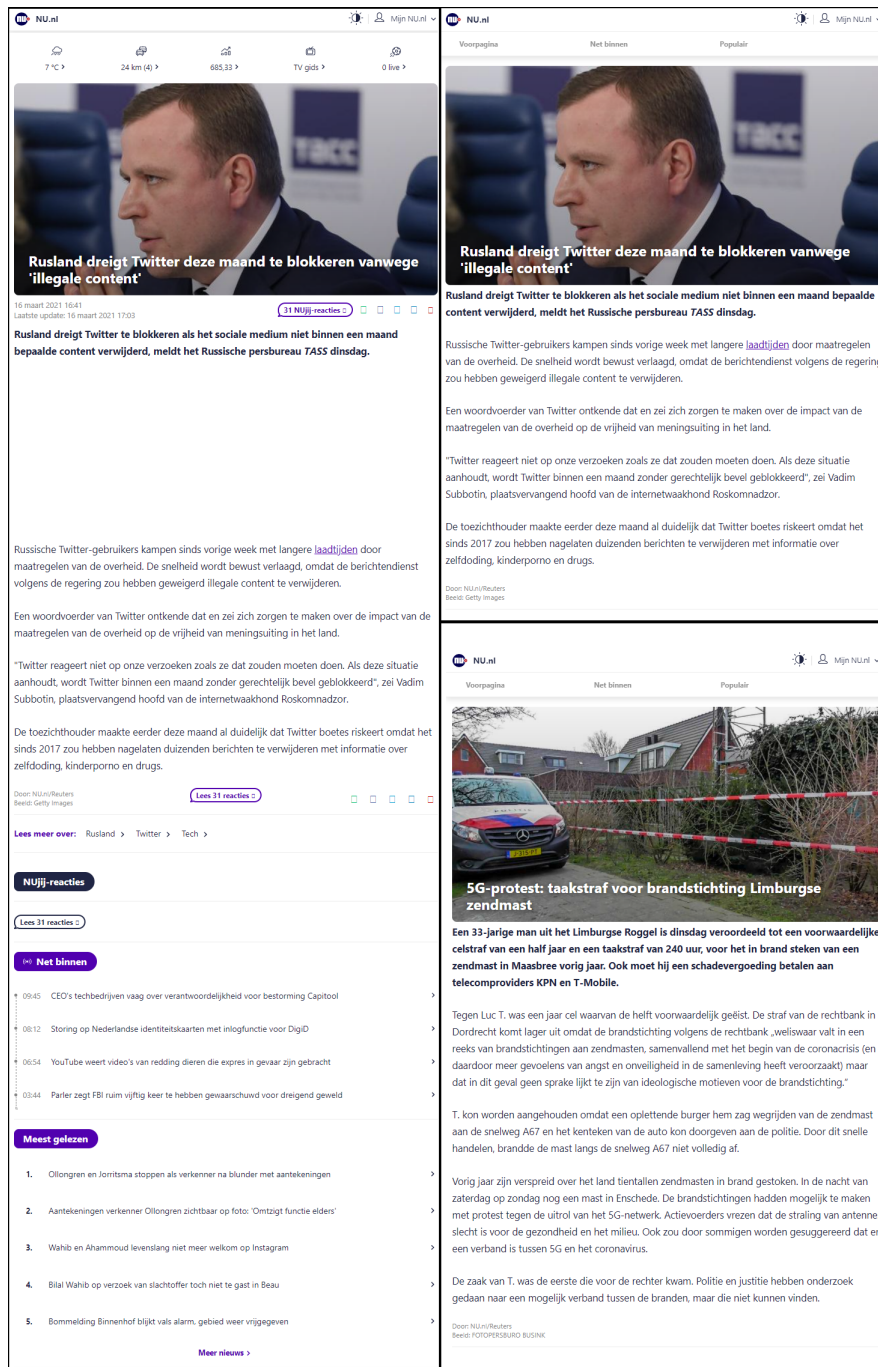 NU.nl
Mijn NU.nl
7 °C
24 km (4)
685,33
TV gids
0 live
TACC
Rusland dreigt Twitter deze maand te blokkeren vanwege
'illegale content'
16 maart 2021 16:41
Laatste update: 16 maart 2021 17:03
31 NUjij-reacties
Rusland dreigt Twitter te blokkeren als het sociale medium niet binnen een maand
bepaalde content verwijderd, meldt het Russische persbureau TASS dinsdag.
Russische Twitter-gebruikers kampen sinds vorige week met langere laadtijden door
maatregelen van de overheid. De snelheid wordt bewust verlaagd, omdat de berichtendienst
volgens de regering zou hebben geweigerd illegale content te verwijderen.
Een woordvoerder van Twitter ontkende dat en zei zich zorgen te maken over de impact van de
maatregelen van de overheid op de vrijheid van meningsuiting in het land.
"Twitter reageert niet op onze verzoeken zoals ze dat zouden moeten doen. Als deze situatie
aanhoudt, wordt Twitter binnen een maand zonder gerechtelijk bevel geblokkeerd", zei Vadim
Subbotin, plaatsvervangend hoofd van de internetwaakhond Roskomnadzor.
De toezichthouder maakte eerder deze maand al duidelijk dat Twitter boetes riskeert omdat het
sinds 2017 zou hebben nagelaten duizenden berichten te verwijderen met informatie over
zelfdoding, kinderporno en drugs.
Door: NU.nl/Reuters
Beeld: Getty Images
Lees 31 reacties
Lees meer over: Rusland Twitter Tech
NUjij-reacties
Lees 31 reacties
Net binnen
09:45 CEO's techbedrijven vaag over verantwoordelijkheid voor bestorming Capitool
08:12 Storing op Nederlandse identiteitskaarten met inlogfunctie voor DigiD
06:54 YouTube weert video's van redding dieren die expres in gevaar zijn gebracht
03:44 Parler zegt FBI ruim vijftig keer te hebben gewaarschuwd voor dreigend geweld
Meest gelezen
1. Ollongren en Jorritsma stoppen als verkenner na blunder met aantekeningen
2. Aantekeningen verkenner Ollongren zichtbaar op foto: 'Omtzigt functie elders'
3. Wahib en Ahammoud levenslang niet meer welkom op Instagram
4. Bilal Wahib op verzoek van slachtoffer toch niet te gast in Beau
5. Bommelding Binnenhof blijkt vals alarm, gebied weer vrijgegeven
Meer nieuws
NU.nl
Mijn NU.nl
Voorpagina Net binnen Populair
TACC
Rusland dreigt Twitter deze maand te blokkeren vanwege
'illegale content'
Rusland dreigt Twitter te blokkeren als het sociale medium niet binnen een maand bepaalde
content verwijderd, meldt het Russische persbureau TASS dinsdag.
Russische Twitter-gebruikers kampen sinds vorige week met langere laadtijden door maatregelen
van de overheid. De snelheid wordt bewust verlaagd, omdat de berichtendienst volgens de regering
zou hebben geweigerd illegale content te verwijderen.
Een woordvoerder van Twitter ontkende dat en zei zich zorgen te maken over de impact van de
maatregelen van de overheid op de vrijheid van meningsuiting in het land.
"Twitter reageert niet op onze verzoeken zoals ze dat zouden moeten doen. Als deze situatie
aanhoudt, wordt Twitter binnen een maand zonder gerechtelijk bevel geblokkeerd", zei Vadim
Subbotin, plaatsvervangend hoofd van de internetwaakhond Roskomnadzor.
De toezichthouder maakte eerder deze maand al duidelijk dat Twitter boetes riskeert omdat het
sinds 2017 zou hebben nagelaten duizenden berichten te verwijderen met informatie over
zelfdoding, kinderporno en drugs.
Door: NU.nl/Reuters
Beeld: Getty Images
NU.nl
Mijn NU.nl
Voorpagina Net binnen Populair
5G-protest: taakstraf voor brandstichting Limburgse
zendmast
Een 33-jarige man uit het Limburgse Roggel is dinsdag veroordeeld tot een voorwaardelijke
celstraf van een half jaar en een taakstraf van 240 uur, voor het in brand steken van een
zendmast in Maasbree vorig jaar. Ook moet hij een schadevergoeding betalen aan
telecomproviders KPN en T-Mobile.
Tegen Luc T. was een jaar cel waarvan de helft voorwaardelijk geëist. De straf van de rechtbank in
Dordrecht komt lager uit omdat de brandstichting volgens de rechtbank „weliswaar valt in een
reeks van brandstichtingen aan zendmasten, samenvallend met het begin van de coronacrisis (en
daardoor meer gevoelens van angst en onveiligheid in de samenleving heeft veroorzaakt) maar
dat in dit geval geen sprake lijkt te zijn van ideologische motieven voor de brandstichting.”
T. kon worden aangehouden omdat een oplettende burger hem zag wegrijden van de zendmast
aan de snelweg A67 en het kenteken van de auto kon doorgeven aan de politie. Door dit snelle
handelen, brandde de mast langs de snelweg A67 niet volledig af.
Vorig jaar zijn verspreid over het land tientallen zendmasten in brand gestoken. In de nacht van
zaterdag op zondag nog een mast in Enschede. De brandstichtingen hadden mogelijk te maken
met protest tegen de uitrol van het 5G-netwerk. Actievoerders vrezen dat de straling van antennes
slecht is voor de gezondheid en het milieu. Ook zou door sommigen worden gesuggereerd dat er
een verband is tussen 5G en het coronavirus.
De zaak van T. was de eerste die voor de rechter kwam. Politie en justitie hebben onderzoek
gedaan naar een mogelijk verband tussen de branden, maar die niet kunnen vinden.
Door: NU.nl/Reuters
Beeld: FOTOPERSBURO BUSINK